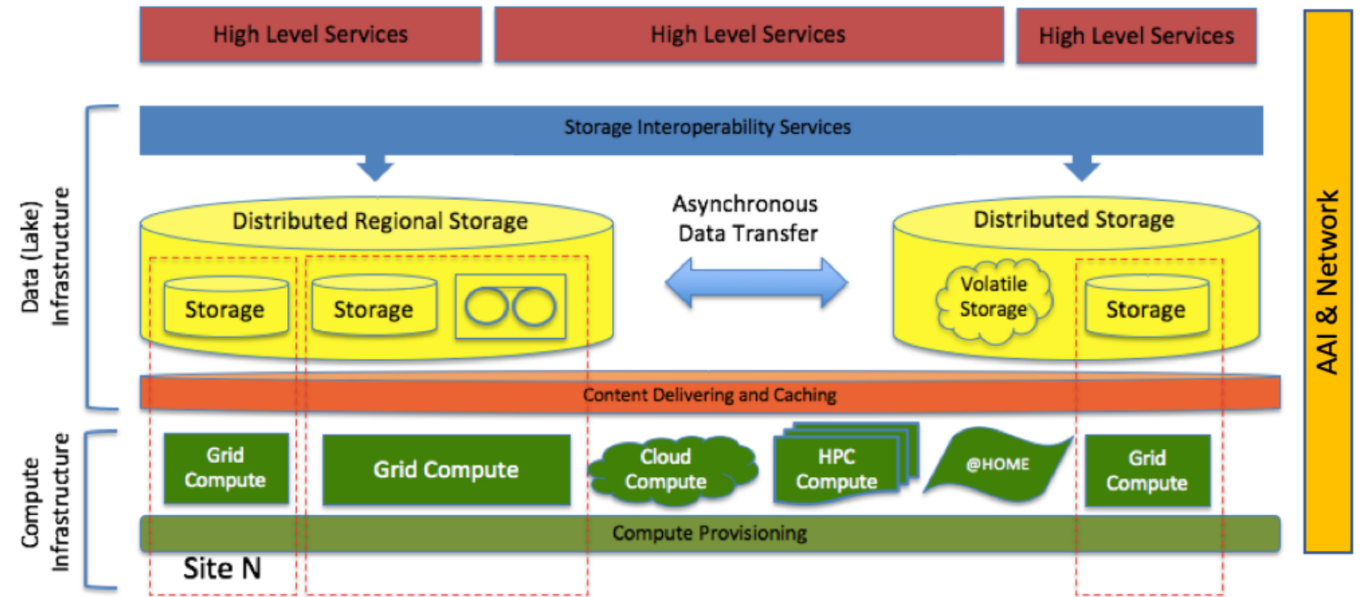 High Level Services
High Level Services
High Level Services
Storage Interoperability Services
Data (Lake)
Infrastructure
Distributed Regional Storage
Asynchronous
Data Transfer
Distributed Storage
Storage
Storage
Volatile
Storage
Storage
AAI & Network
Content Delivering and Caching
Compute
Infrastructure
Grid
Compute
Grid Compute
Cloud
Compute
HPC
Compute
@HOME
Grid
Compute
Compute Provisioning
Site N